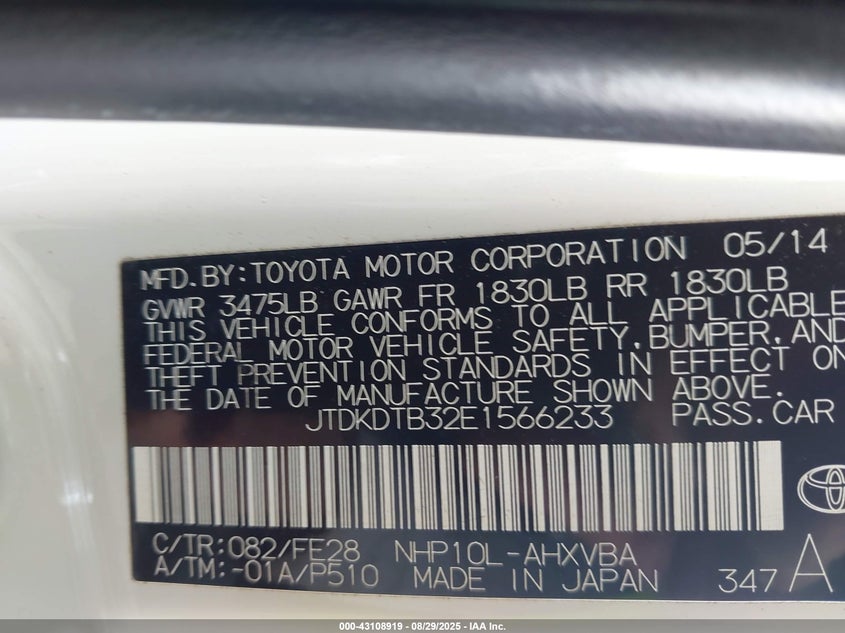 MFD.BY:TOYOTA MOTOR CORPORATION 05/14
GVWR 3475LB GAWR FR 1830LB RR 1830LB
THIS VEHICLE CONFORMS TO ALL APPLICABLE
FEDERAL MOTOR VEHICLE SAFETY,BUMPER,AND
THEFT PREVENTION STANDARDS IN EFFECT ON
THE DATE OF MANUFACTURE SHOWN ABOVE.
JTDKDTB32E1566233 PASS.CAR
C/TR:082/FE28 NHP10L-AHXVBA
A/TM:-01A/P510 MADE IN JAPAN 347 A
000-43108919 - 08/29/2025 - IAA Inc.